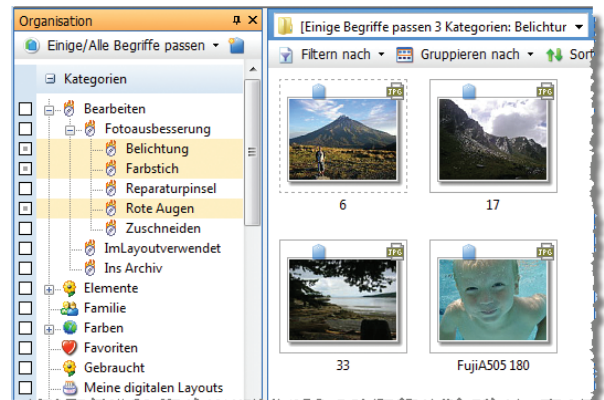 Organisation
[Einige Begriffe passen 3 Kategorien: Belichtur
Einige/Alle Begriffe passen
Filtern nach
Gruppieren nach
Sort
Kategorien
Bearbeiten
Fotoausbesserung
Belichtung
Farbstich
Reparaturpinsel
Rote Augen
Zuschneiden
ImLayoutverwendet
Ins Archiv
Elemente
Familie
Farben
Favoriten
Gebraucht
Meine digitalen Layouts
JPG
6
JPG
17
JPG
33
JPG
FujiA505 180